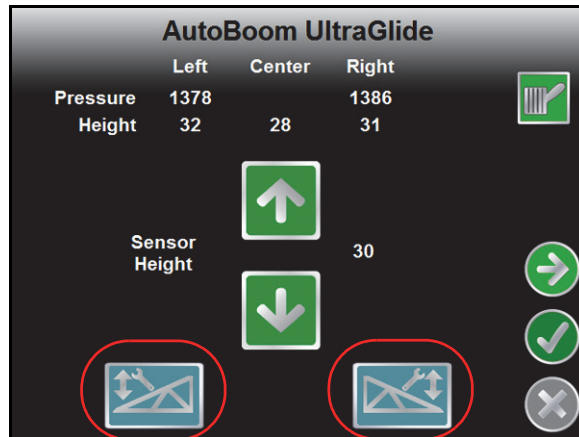 AutoBoom UltraGlide
Left Center Right
Pressure 1378 1386
Height 32 28 31
Sensor 
Height 30